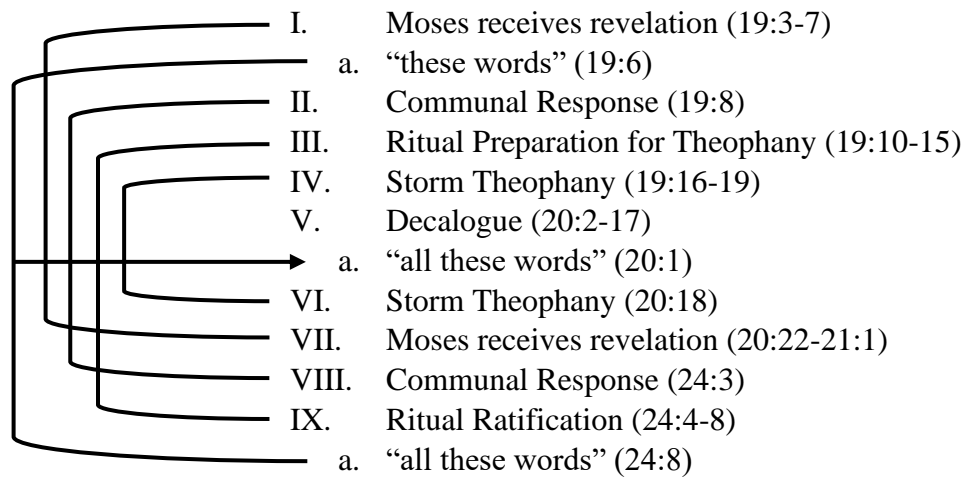 I. Moses receives revelation (19:3-7)
a. “these words” (19:6)
II. Communal Response (19:8)
III. Ritual Preparation for Theophany (19:10-15)
IV. Storm Theophany (19:16-19)
V. Decalogue (20:2-17)
a. “all these words” (20:1)
VI. Storm Theophany (20:18)
VII. Moses receives revelation (20:22-21:1)
VIII. Communal Response (24:3)
IX. Ritual Ratification (24:4-8)
a. “all these words” (24:8)